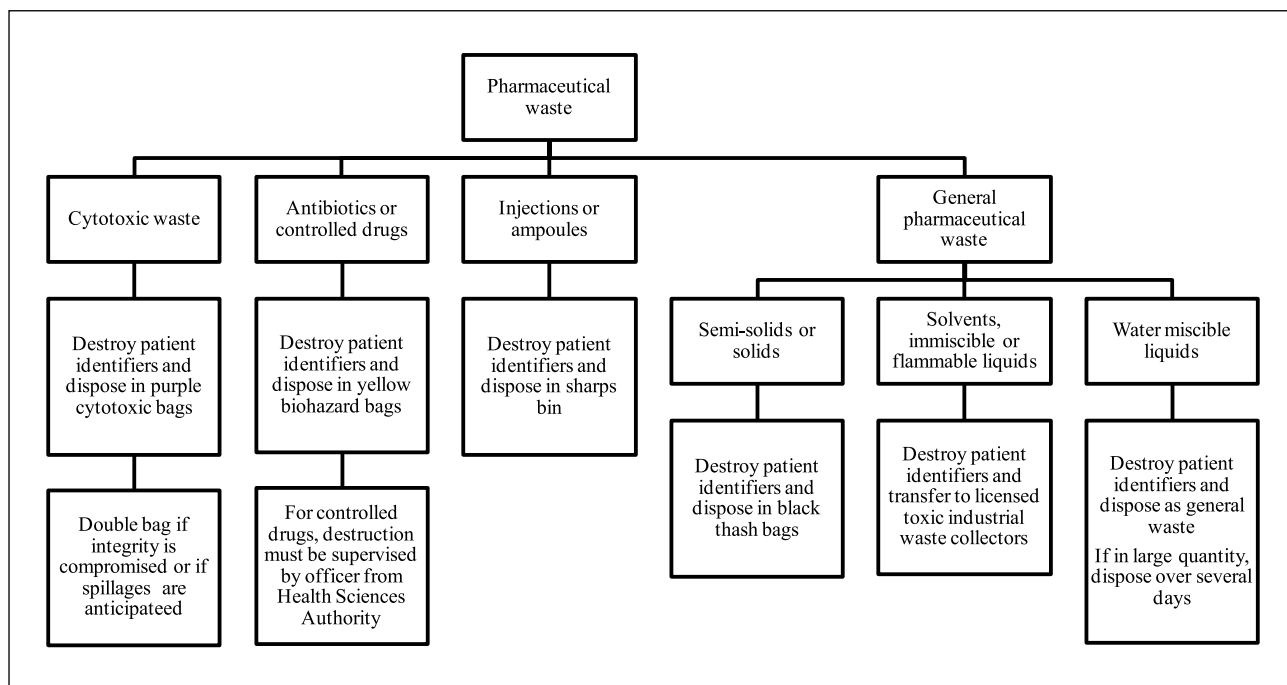 Pharmaceutical
waste
Cytotoxic waste
Antibiotics or
controlled drugs
Injections or
ampoules
General
pharmaceutical
waste
Destroy patient
identifiers and
dispose in purple
cytotoxic bags
Destroy patient
identifiers and
dispose in yellow
biohazard bags
Destroy patient
identifiers and
dispose in sharps
bin
Semi-solids or
solids
Solvents,
immiscible or
flammable liquids
Water miscible
liquids
Double bag if
integrity is
compromised or if
spillages are
anticipateed
For controlled
drugs, destruction
must be supervised
by officer from
Health Sciences
Authority
Destroy patient
identifiers and
dispose in black
thash bags
Destroy patient
identifiers and
transfer to licensed
toxic industrial
waste collectors
Destroy patient
identifiers and
dispose as general
waste
If in large quantity,
dispose over several
days